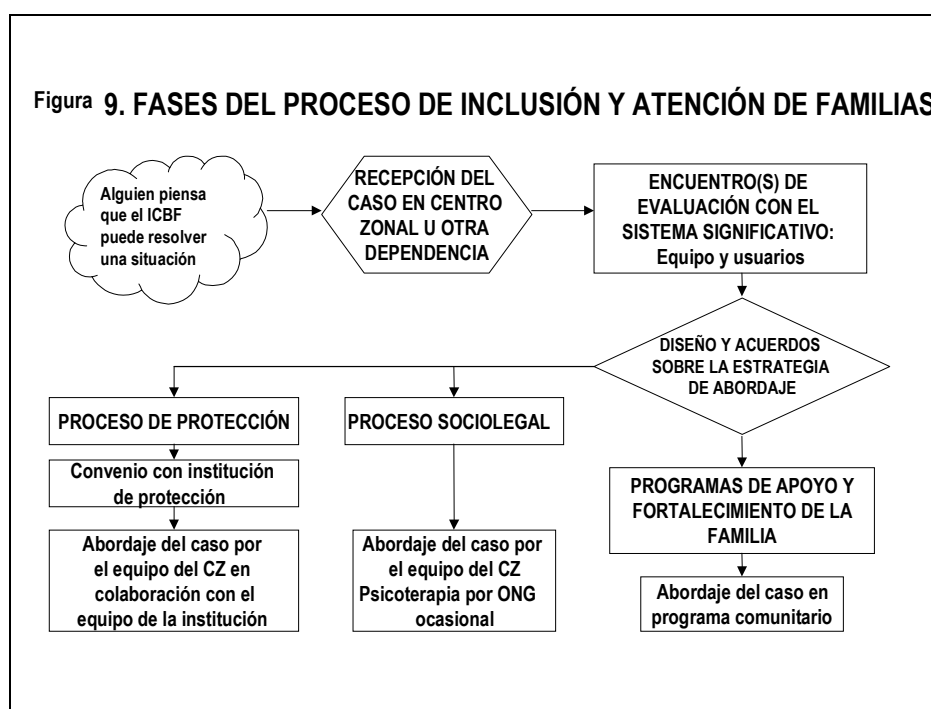 Figura 9. FASES DEL PROCESO DE INCLUSIÓN Y ATENCIÓN DE FAMILIAS
Alguien piensa
que el ICBF
puede resolver
una situación
RECEPCIÓN DEL
CASO EN CENTRO
ZONAL U OTRA
DEPENDENCIA
ENCUENTRO(S) DE
EVALUACIÓN CON EL
SISTEMA SIGNIFICATIVO:
Equipo y usuarios
DISEÑO Y ACUERDOS
SOBRE LA ESTRATEGIA
DE ABORDAJE
PROCESO DE PROTECCIÓN
Convenio con institución
de protección
Abordaje del caso por
el equipo del CZ en
colaboración con el
equipo de la institución
PROCESO SOCIOLEGAL
Abordaje del caso por
el equipo del CZ
Psicoterapia por ONG
ocasional
PROGRAMAS DE APOYO Y
FORTALECIMIENTO DE LA
FAMILIA
Abordaje del caso en
programa comunitario